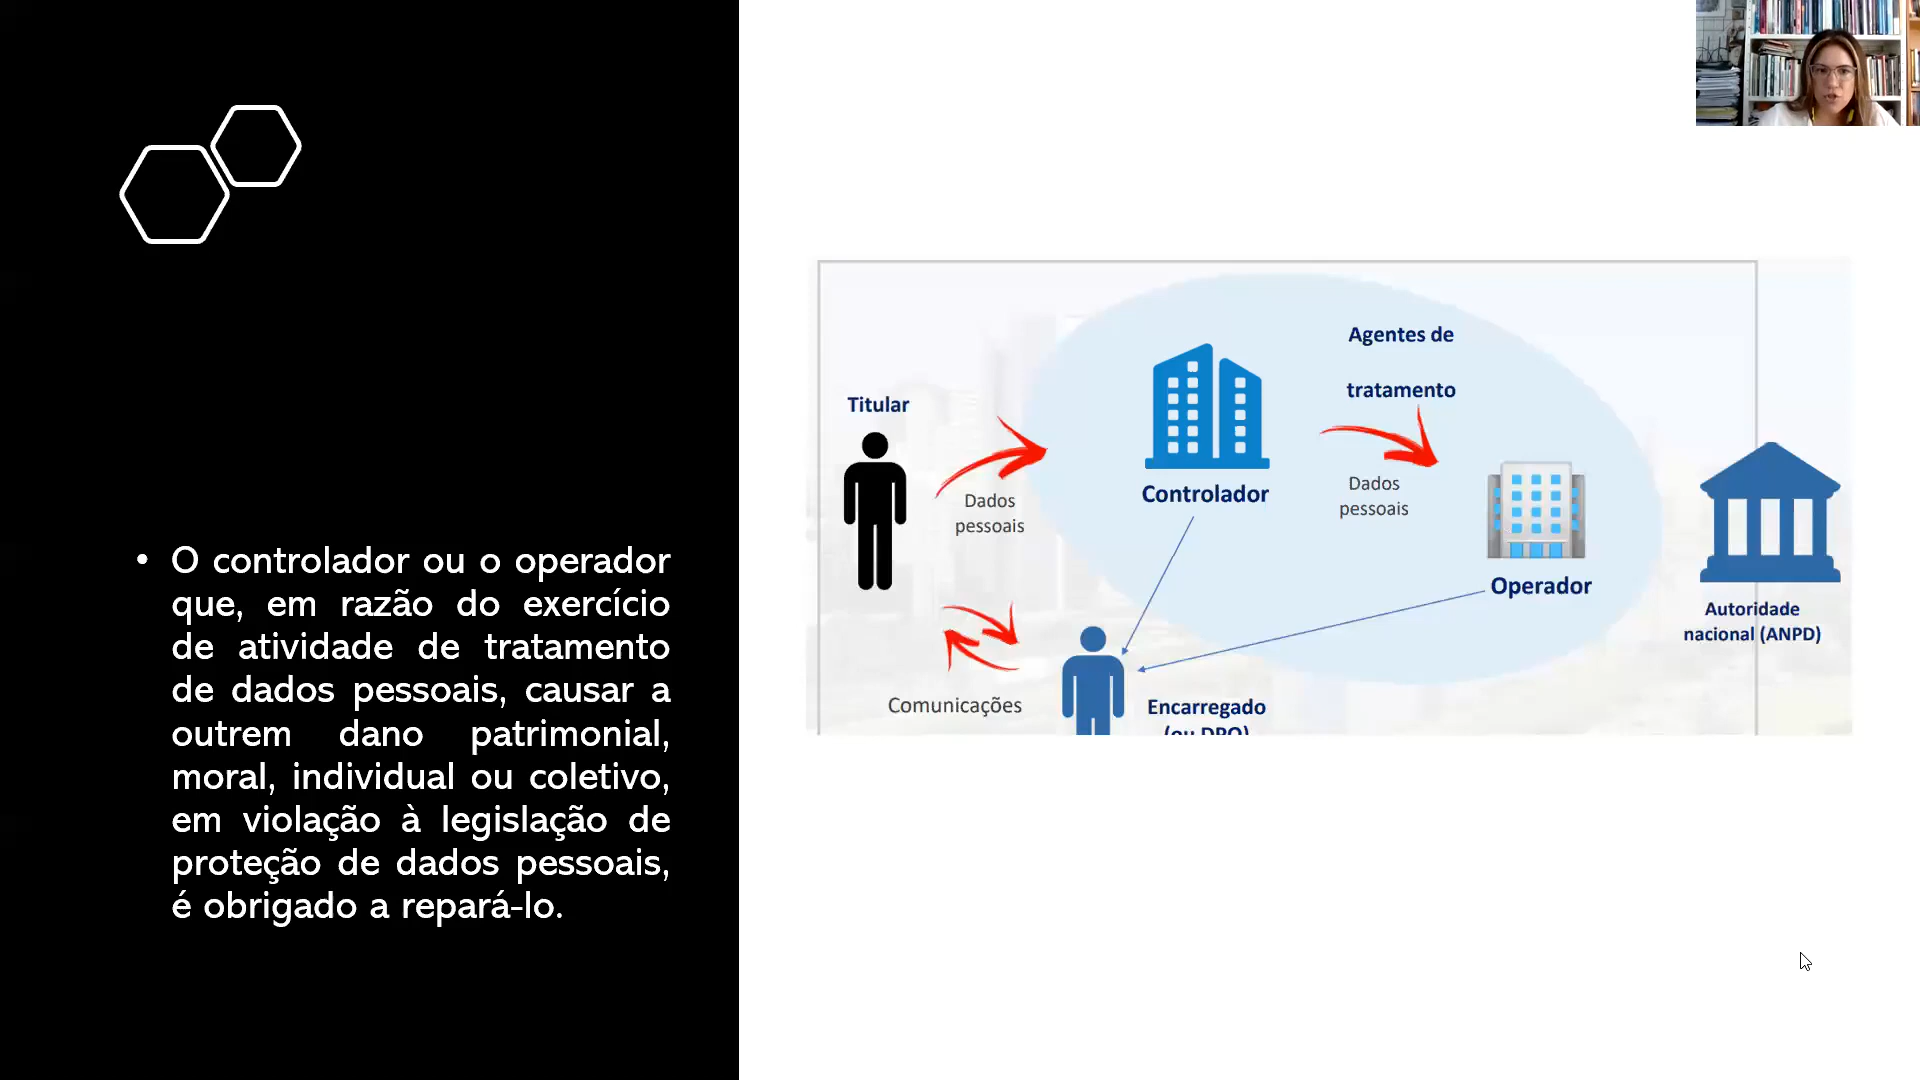 • O controlador ou o operador
que, em razão do exercício
de atividade de tratamento
de dados pessoais, causar a
outrem dano patrimonial,
moral, individual ou coletivo,
em violação à legislação de
proteção de dados pessoais,
é obrigado a repará-lo.
Agentes de
tratamento
Titular
Dados
pessoais
Controlador
Dados
pessoais
Operador
Autoridade
nacional (ANPD)
Comunicações
Encarregado
(ou DPO)